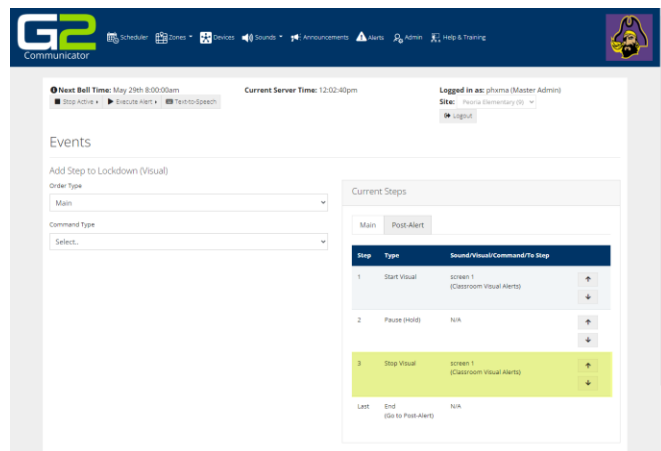 G2
Communicator
Scheduler Zones Devices Sounds Announcements Alerts Admin Help & Training
Next Bell Time: May 29th 8:00:00am Current Server Time: 12:02:40pm Logged in as: phxma (Master Admin)
Stop Active Execute Alert Text-to-Speech Site: Peoria Elementary (9)
Logout
Events
Add Step to Lockdown (Visual)
Order Type
Main
Command Type
Select..
Current Steps
Main Post-Alert
Step Type Sound/Visual/Command/To Step
1 Start Visual screen 1
(Classroom Visual Alerts)
2 Pause (Hold) N/A
3 Stop Visual screen 1
(Classroom Visual Alerts)
Last End N/A
(Go to Post-Alert)